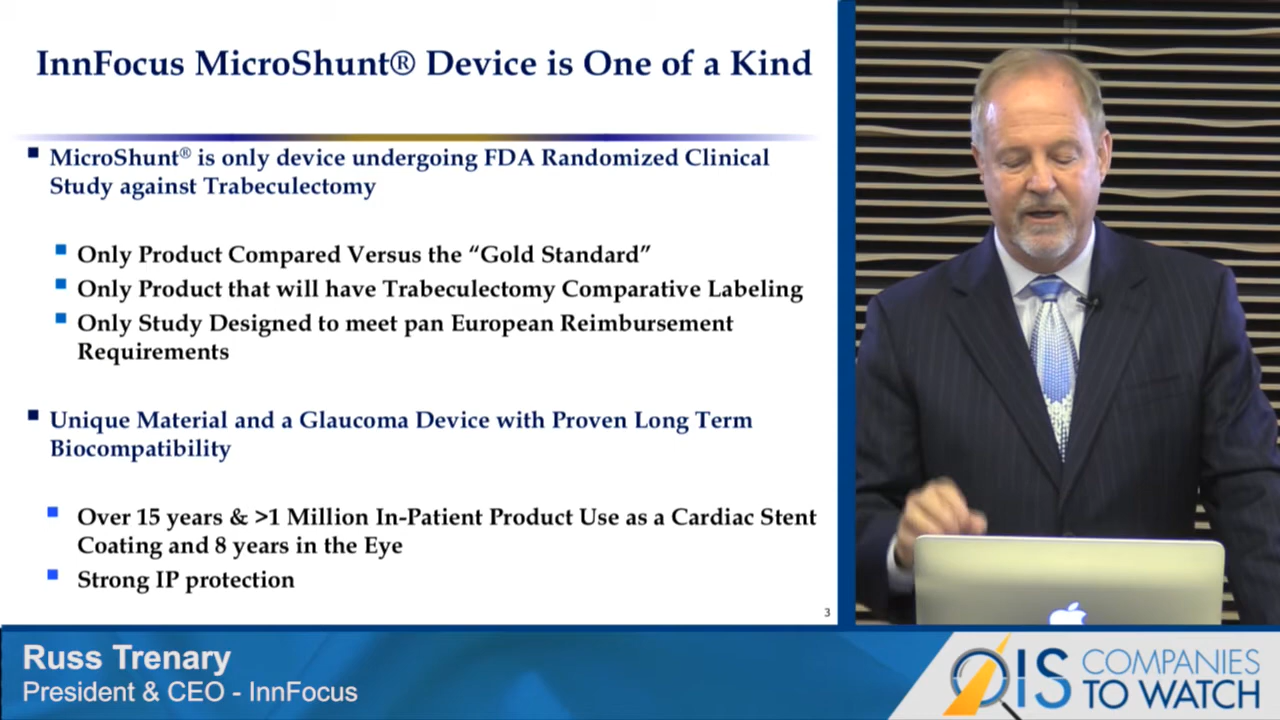 InnFocus MicroShunt® Device is One of a Kind
MicroShunt® is only device undergoing FDA Randomized Clinical
Study against Trabeculectomy
Only Product Compared Versus the “Gold Standard”
Only Product that will have Trabeculectomy Comparative Labeling
Only Study Designed to meet pan European Reimbursement
Requirements
Unique Material and a Glaucoma Device with Proven Long Term
Biocompatibility
Over 15 years & >1 Million In-Patient Product Use as a Cardiac Stent
Coating and 8 years in the Eye
Strong IP protection
3
Russ Trenary
President & CEO - InnFocus
OIS COMPANIES
TO WATCH